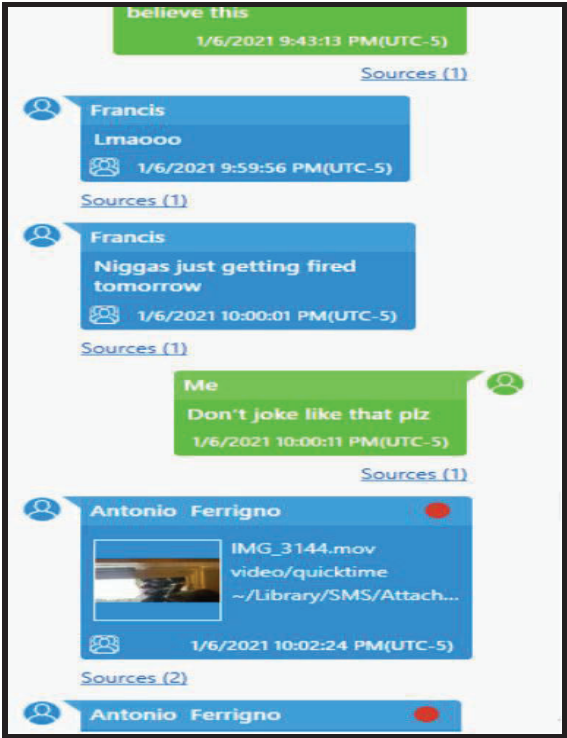 believe this
1/6/2021 9:43:13 PM(UTC-5)
Sources (1)
Francis
Lmaooo
1/6/2021 9:59:56 PM(UTC-5)
Sources (1)
Francis
Niggas just getting fired
tomorrow
1/6/2021 10:00:01 PM(UTC-5)
Sources (1)
Me
Don't joke like that plz
1/6/2021 10:00:11 PM(UTC-5)
Sources (1)
Antonio Ferrigno
IMG_3144.mov
video/quicktime
~/Library/SMS/Attach...
1/6/2021 10:02:24 PM(UTC-5)
Sources (2)
Antonio Ferrigno